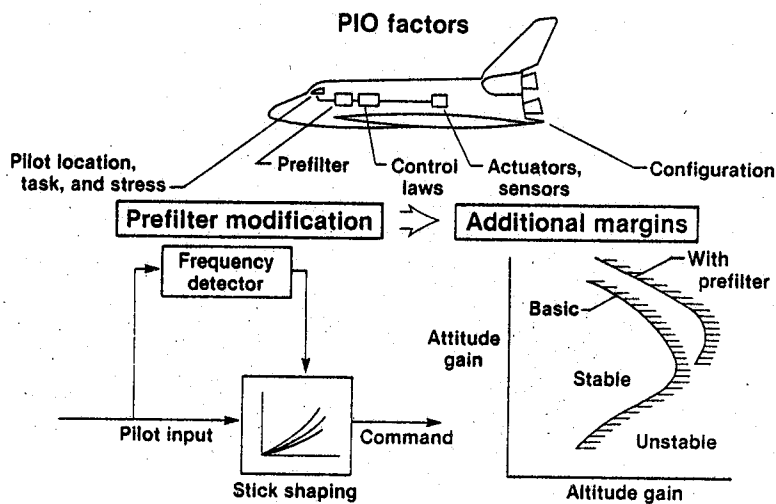 PIO factors
Pilot location,
task, and stress
Prefilter
Control
laws
Actuators,
sensors
Configuration
Prefilter modification
Additional margins
Frequency
detector
Pilot input
Command
Stick shaping
With
prefilter
Basic
Attitude
gain
Stable
Unstable
Altitude gain